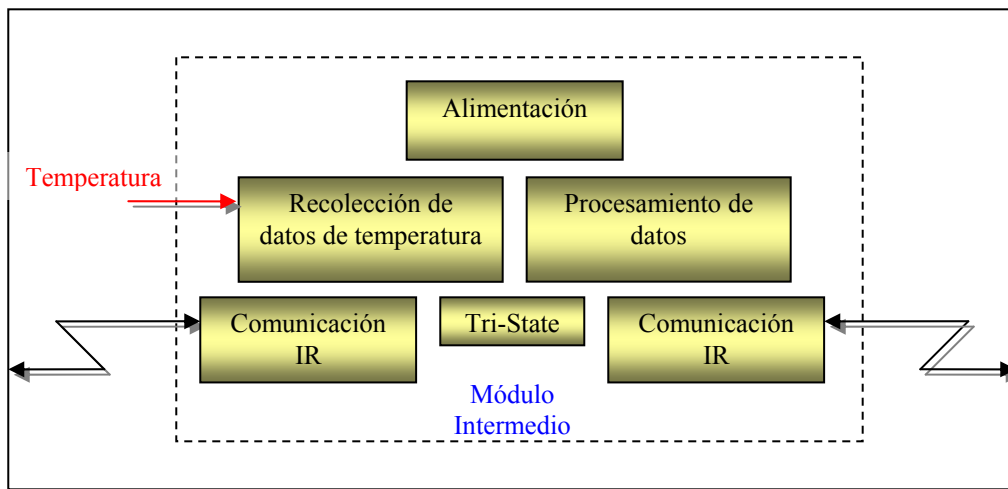 Alimentación
Temperatura
Recolección de
datos de temperatura
Procesamiento de
datos
Comunicación
IR
Tri-State
Comunicación
IR
Módulo
Intermedio